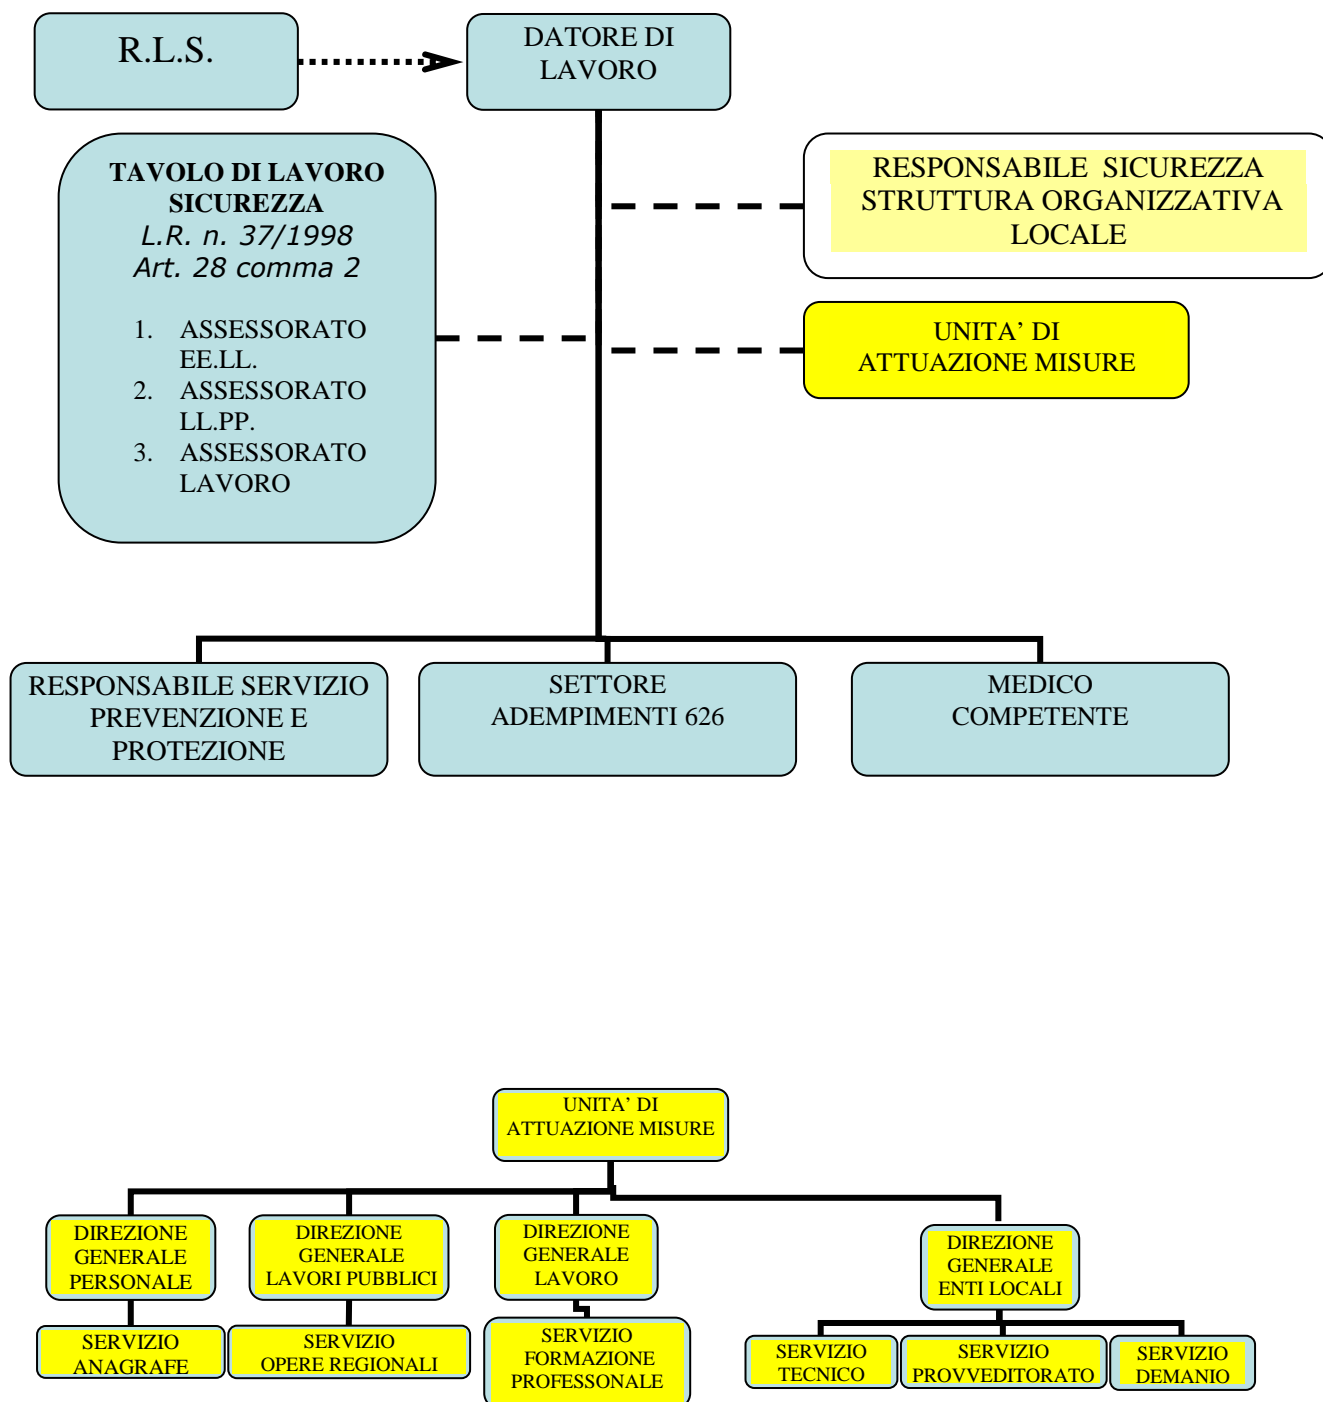 R.L.S.
DATORE DI
LAVORO
TAVOLO DI LAVORO
SICUREZZA
L.R. n. 37/1998
Art. 28 comma 2
1. ASSESSORATO
EE.LL.
2. ASSESSORATO
LL.PP.
3. ASSESSORATO
LAVORO
RESPONSABILE SICUREZZA
STRUTTURA ORGANIZZATIVA
LOCALE
UNITA’ DI
ATTUAZIONE MISURE
RESPONSABILE SERVIZIO
PREVENZIONE E
PROTEZIONE
SETTORE
ADEMPIMENTI 626
MEDICO
COMPETENTE
UNITA’ DI
ATTUAZIONE MISURE
DIREZIONE
GENERALE
PERSONALE
DIREZIONE
GENERALE
LAVORI PUBBLICI
DIREZIONE
GENERALE
LAVORO
DIREZIONE
GENERALE
ENTI LOCALI
SERVIZIO
ANAGRAFE
SERVIZIO
OPERE REGIONALI
SERVIZIO
FORMAZIONE
PROFESSONALE
SERVIZIO
TECNICO
SERVIZIO
PROVVEDITORATO
SERVIZIO
DEMANIO